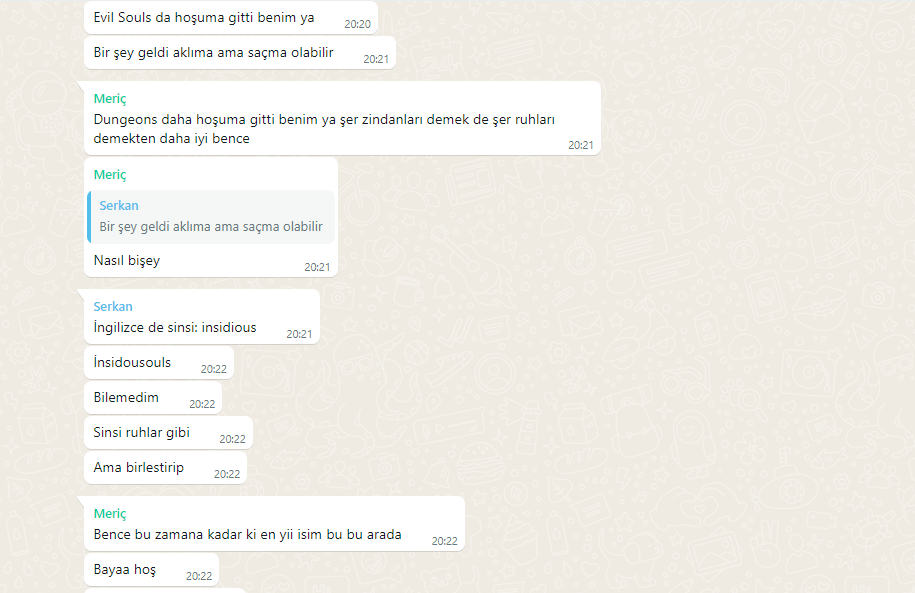 Evil Souls da hoşuma gitti benim ya
20:20
Bir şey geldi aklıma ama saçma olabilir
20:21
Meriç
Dungeons daha hoşuma gitti benim ya şer zindanları demek de şer ruhları
demekten daha iyi bence
20:21
Meriç
Serkan
Bir şey geldi aklıma ama saçma olabilir
Nasıl bişey
20:21
Serkan
İngilizce de sinsi: insidious
20:21
İnsidousouls
20:22
Bilemedim
20:22
Sinsi ruhlar gibi
20:22
Ama birlestirip
20:22
Meriç
Bence bu zamana kadar ki en yii isim bu bu arada
20:22
Bayaa hoş
20:22